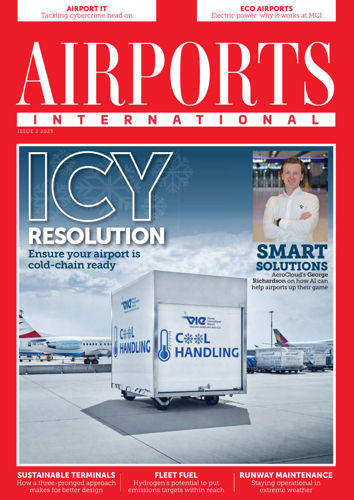 AIRPORT IT
Tackling cybercrime head on
ECO AIRPORTS
Electric power: why it works at MCI
AIRPORTS
INTERNATIONAL
ISSUE 2 2023
ICY
RESOLUTION
Ensure your airport is
cold-chain ready
SMART
SOLUTIONS
AeroCloud's George
Richardson on how AI can
help airports up their game
VIE
COOL
HANDLING
COOL
HANDLING
SUSTAINABLE TERMINALS
How a three-pronged approach
makes for better design
FLEET FUEL
Hydrogen's potential to put
emissions targets within reach
RUNWAY MAINTENANCE
Staying operational in
extreme weather